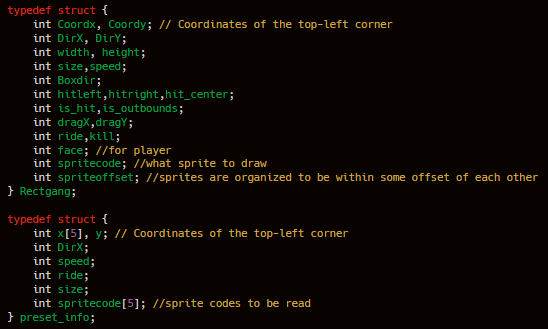 typedef struct {
    int Coordx, Coordy; // Coordinates of the top-left corner
    int DirX, DirY;
    int width, height;
    int size,speed;
    int Boxdir;
    int hitleft,hitright,hit_center;
    int is_hit,is_outbounds;
    int dragX,dragY;
    int ride,kill;
    int face; //for player
    int spritecode; //what sprite to draw
    int spriteoffset; //sprites are organized to be within some offset of each other
} Rectgang;

typedef struct {
    int x[5], y; // Coordinates of the top-left corner
    int DirX;
    int speed;
    int ride;
    int size;
    int spritecode[5]; //sprite codes to be read
} preset_info;